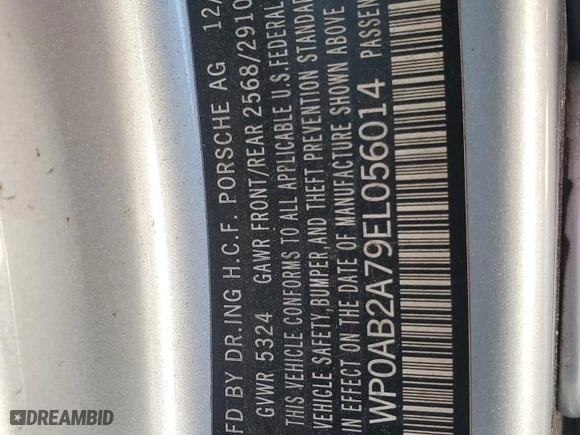 FD BY DR.ING H.C.F. PORSCHE AG 12/
GVWR 5324 GAWR FRONT/REAR 2568/2910
THIS VEHICLE CONFORMS TO ALL APPLICABLE U.S.FEDERAL
VEHICLE SAFETY,BUMPER,AND THEFT PREVENTION STANDAR
IN EFFECT ON THE DATE OF MANUFACTURE SHOWN ABOVE
WP0AB2A79EL056014 PASSEN
DREAMBID